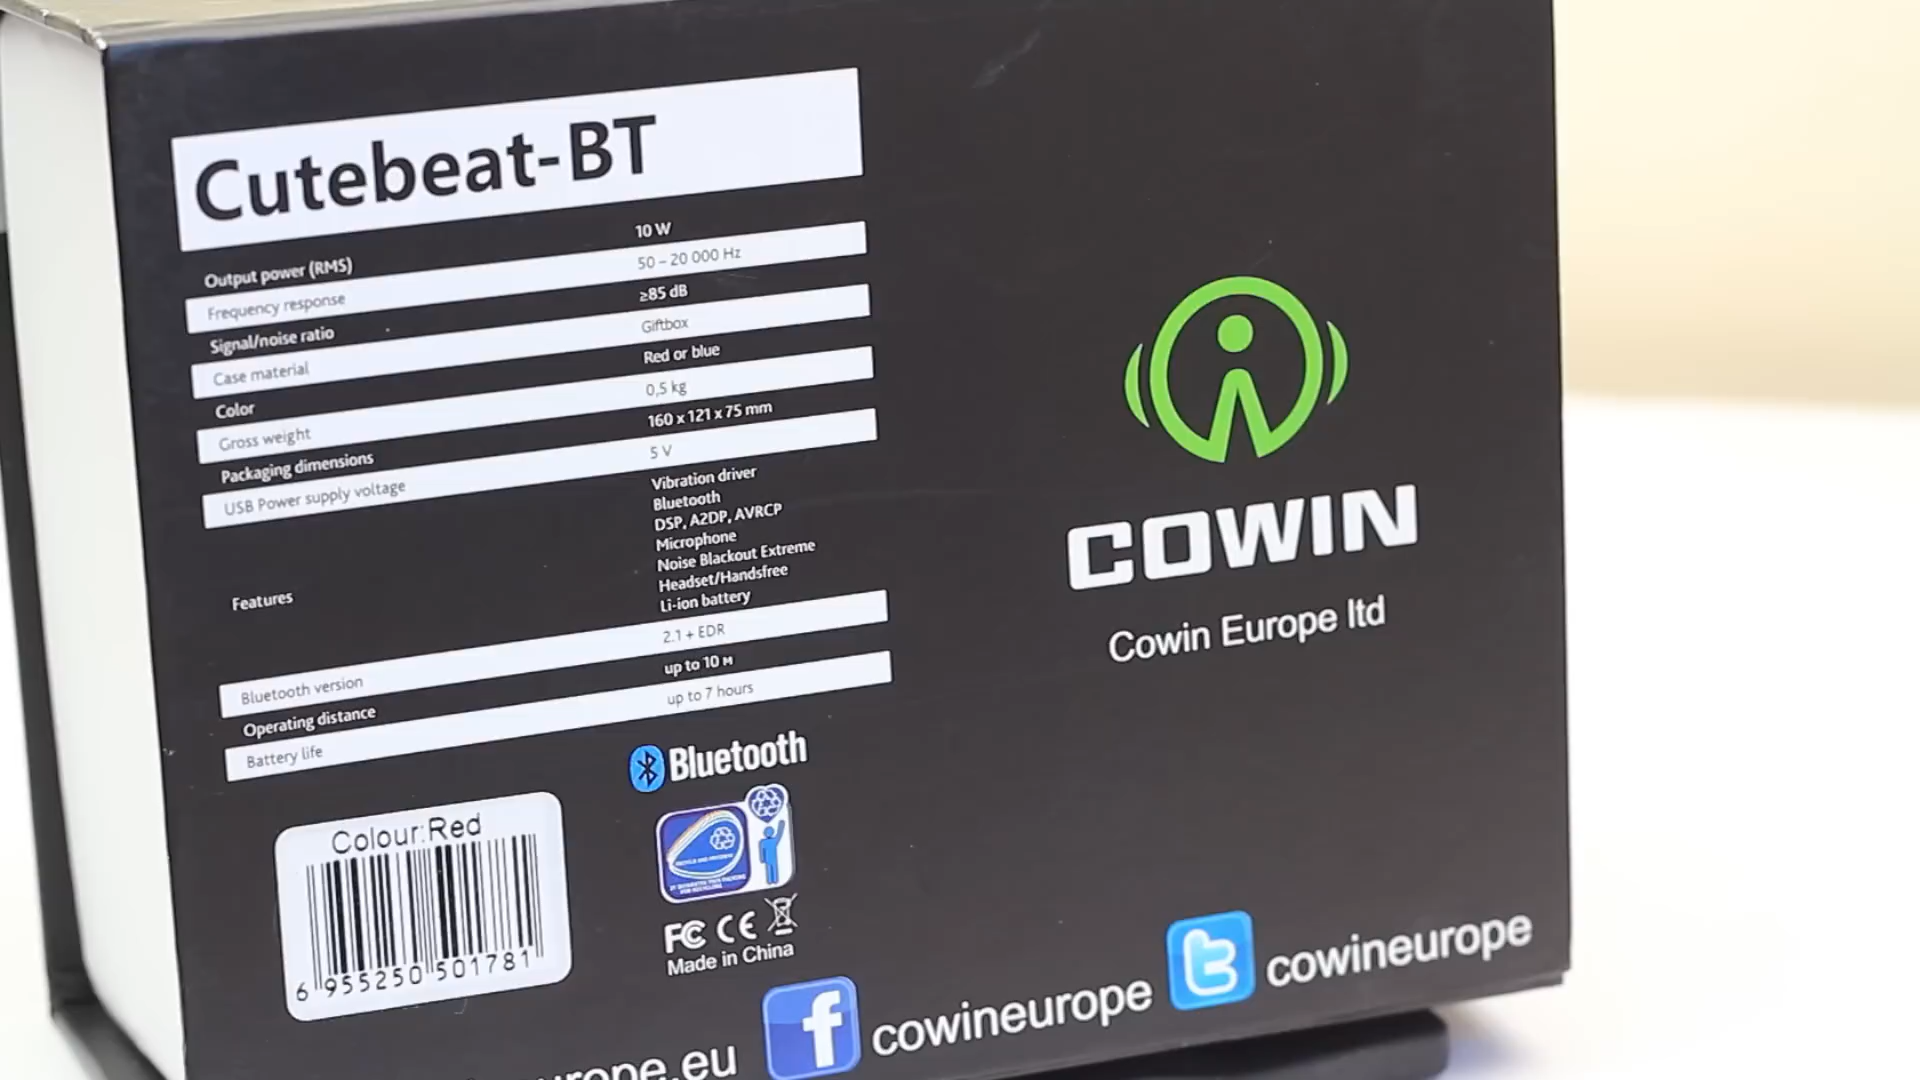 Cutebeat-BT
Output power (RMS) 10 W
Frequency response 50 – 20 000 Hz
Signal/noise ratio ≥85 dB
Case material Giftbox
Color Red or blue
Gross weight 0,5 kg
Packaging dimensions 160 x 121 x 75 mm
USB Power supply voltage 5 V
Features
Vibration driver
Bluetooth
DSP, A2DP, AVRCP
Microphone
Noise Blackout Extreme
Headset/Handsfree
Li-ion battery
Bluetooth version 2.1 + EDR
Operating distance up to 10 м
Battery life up to 7 hours
Bluetooth
Colour:Red
6 955250 501781
FC CE
Made in China
COWIN
Cowin Europe ltd
cowineurope
cowineurope